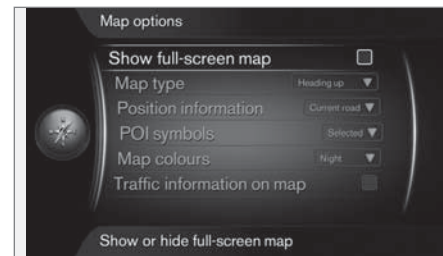 Map options
Show full-screen map
Map type Heading up
Position information Current road
POI symbols Selected
Map colours Night
Traffic information on map
Show or hide full-screen map